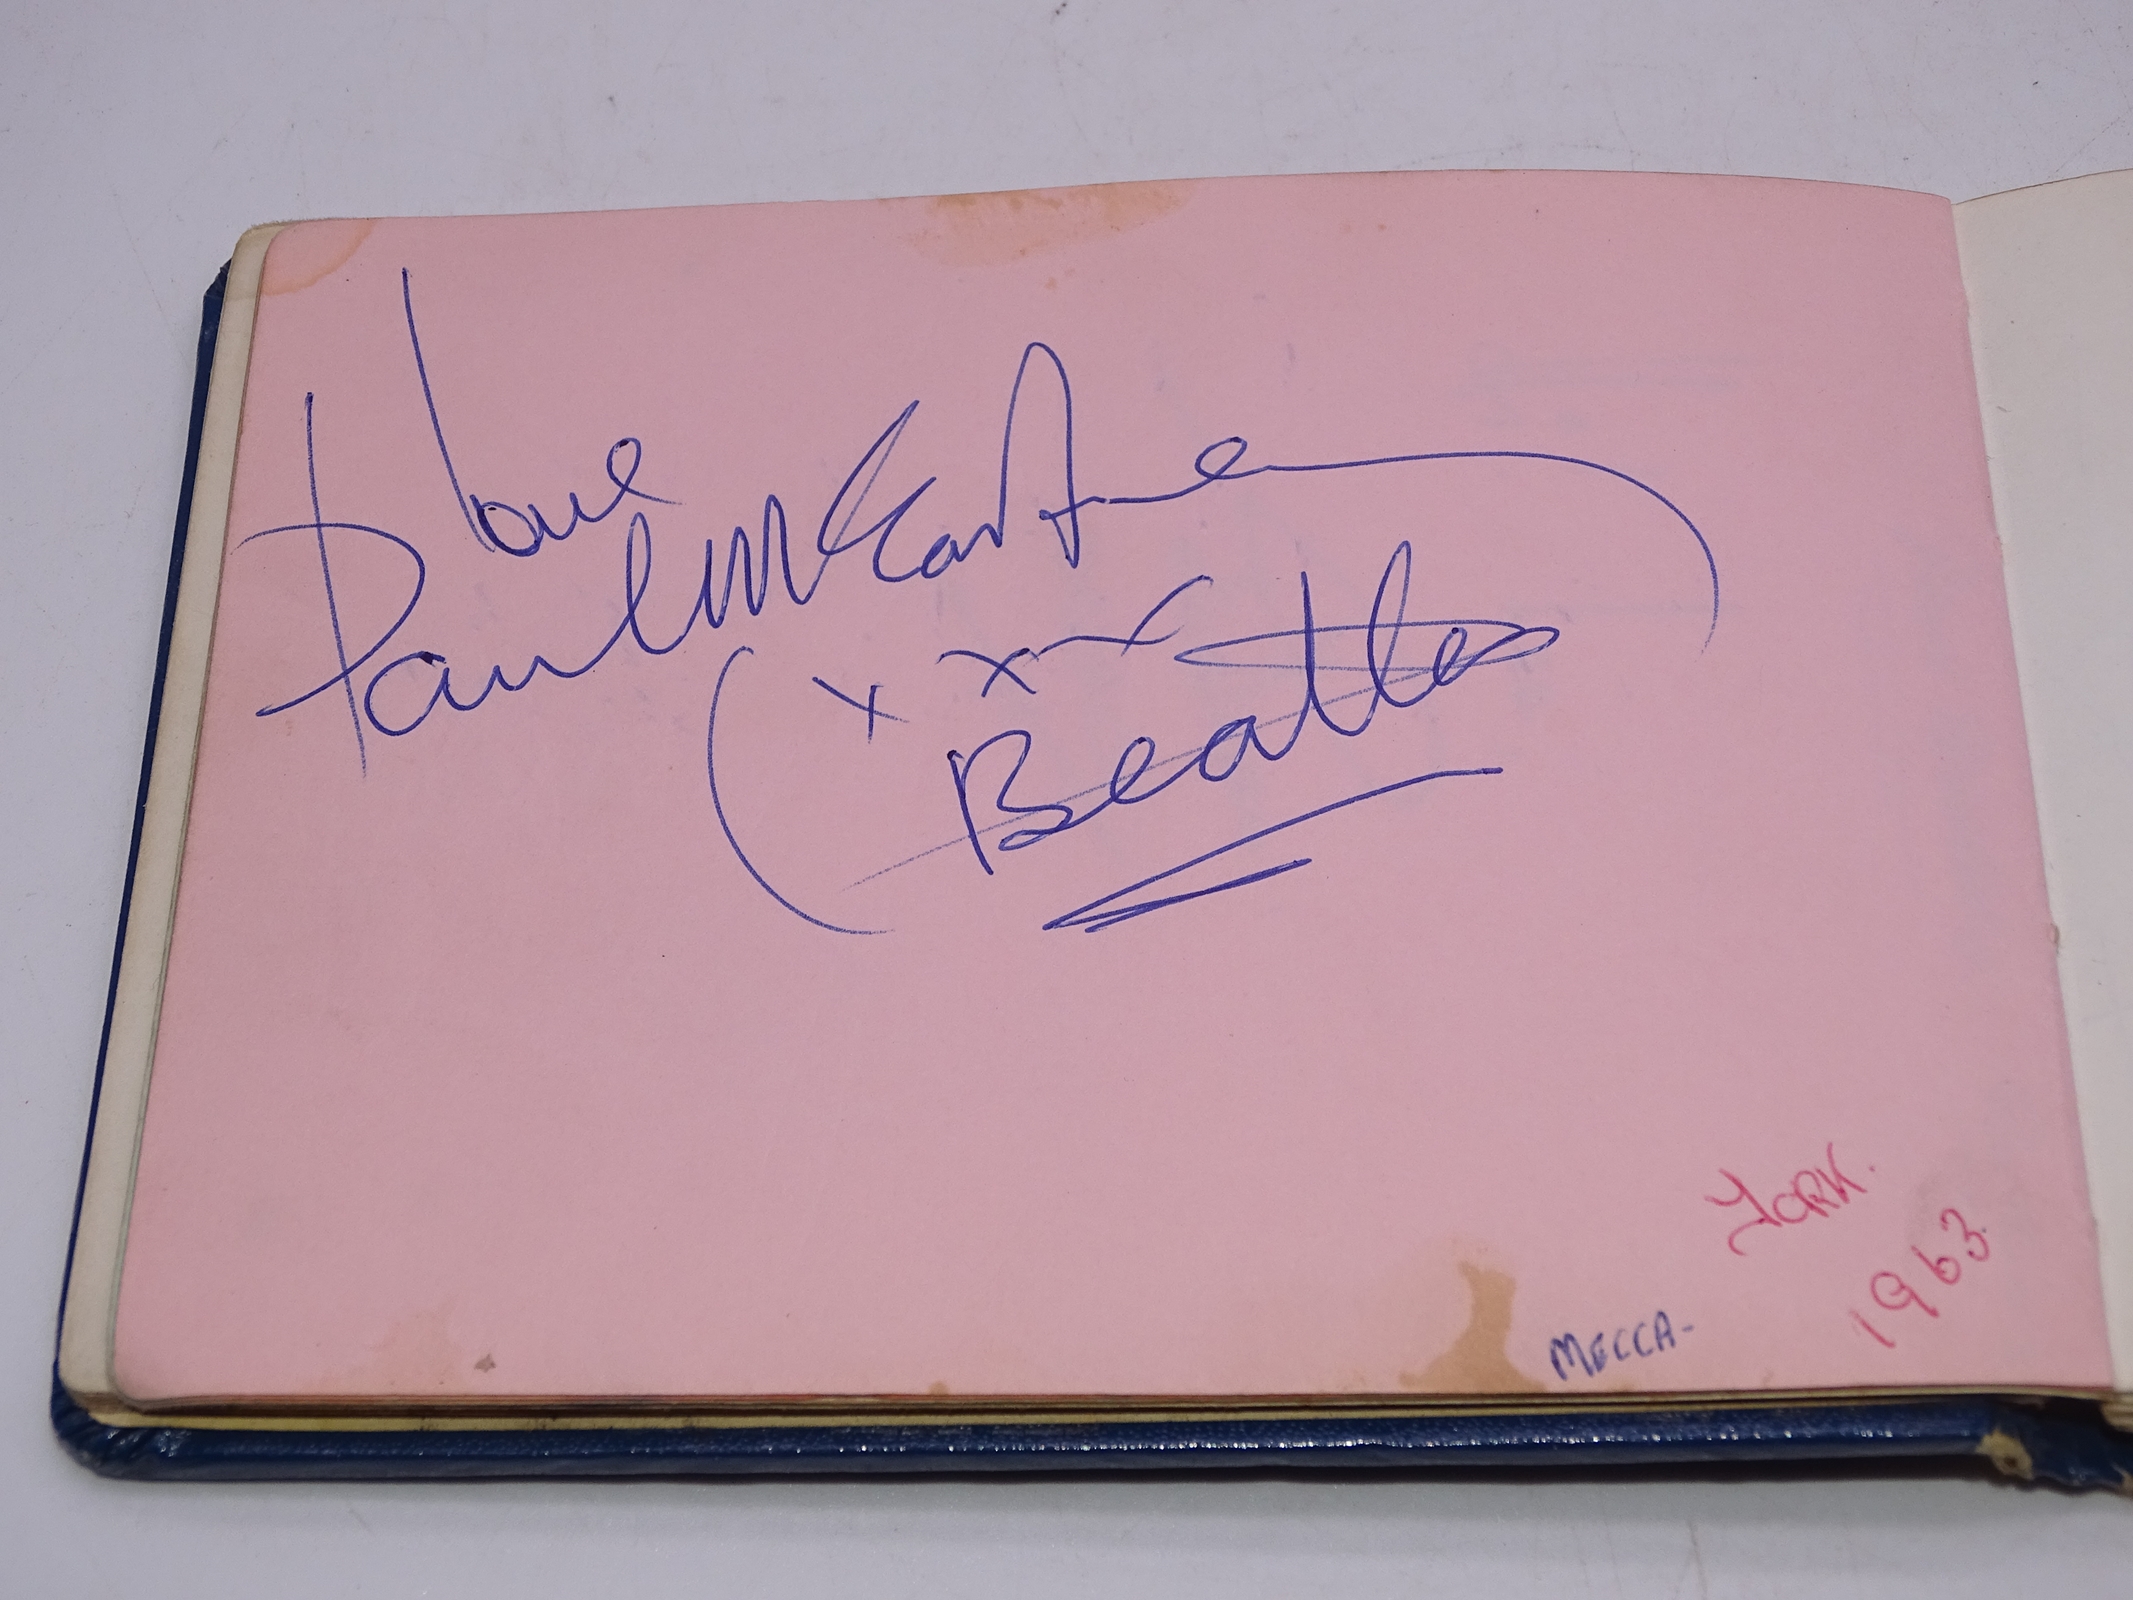 love
Paul McCartney
x x x
(Beatles
YORK.
1963.
MECCA-